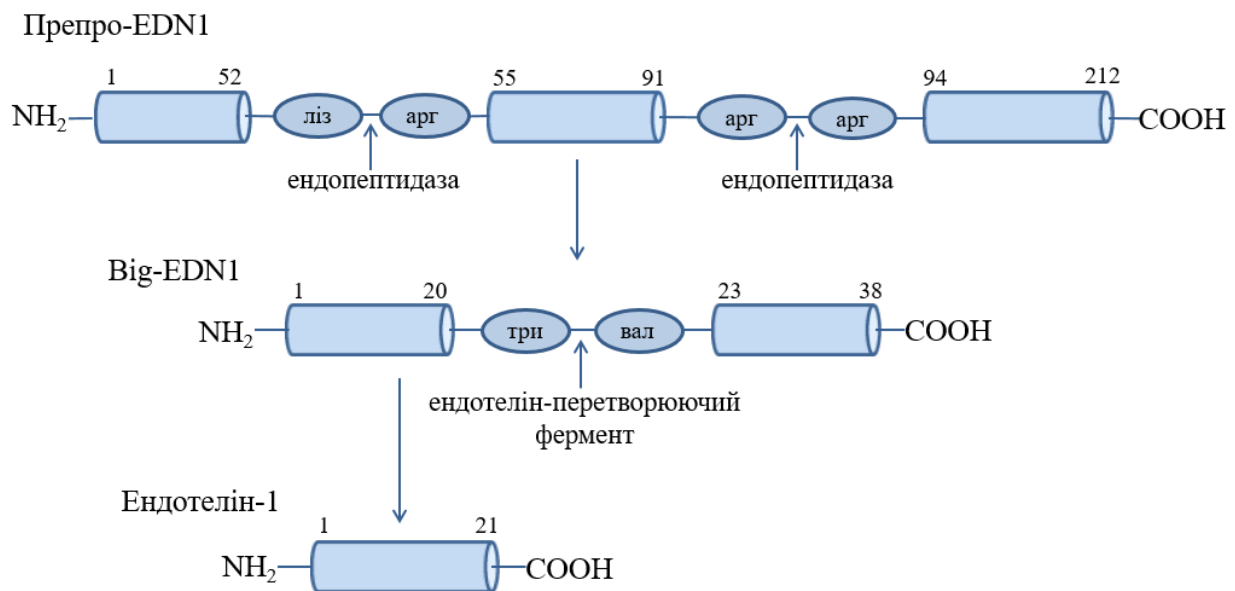 Препро-EDN1
1 52 55 91 94 212
NH2 ліз арг арг арг COOH
ендопептидаза ендопептидаза
Big-EDN1
1 20 23 38
NH2 три вал COOH
ендотелін-перетворюючий
фермент
Ендотелін-1
1 21
NH2 COOH